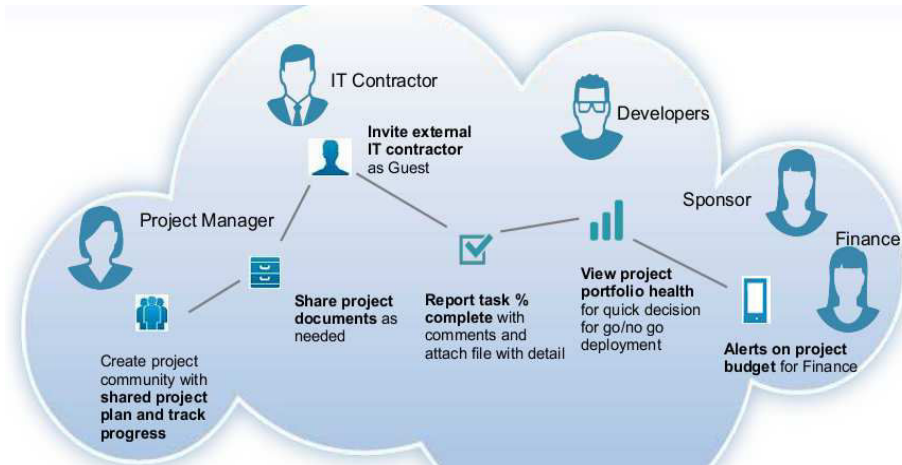 IT Contractor
Invite external
IT contractor
as Guest
Developers
Sponsor
Finance
Project Manager
Create project
community with
shared project
plan and track
progress
Share project
documents as
needed
Report task %
complete with
comments and
attach file with detail
View project
portfolio health
for quick decision
for go/no go
deployment
Alerts on project
budget for Finance